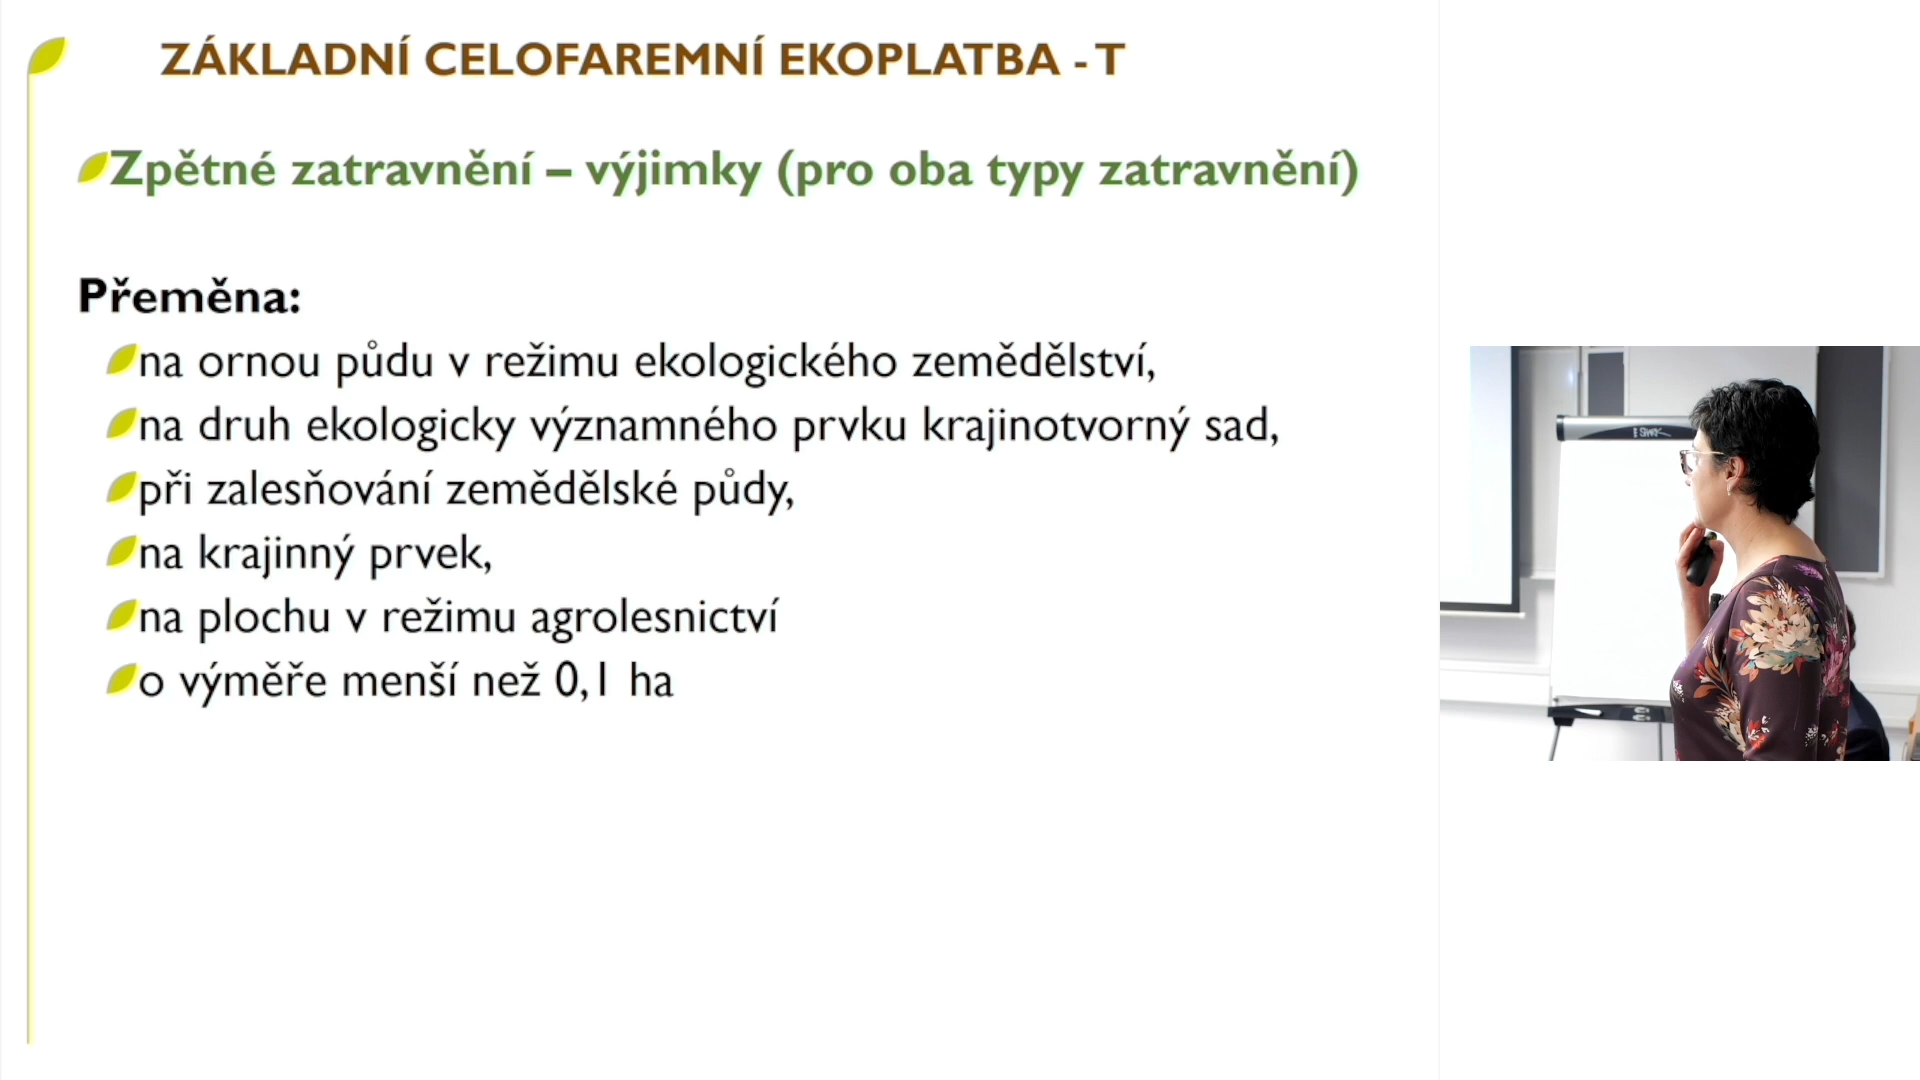 ZÁKLADNÍ CELOFAREMNÍ EKOPLATBA - T
Zpětné zatravnění – výjimky (pro oba typy zatravnění)
Přeměna:
na ornou půdu v režimu ekologického zemědělství,
na druh ekologicky významného prvku krajinotvorný sad,
při zalesňování zemědělské půdy,
na krajinný prvek,
na plochu v režimu agrolesnictví
o výměře menší než 0,1 ha